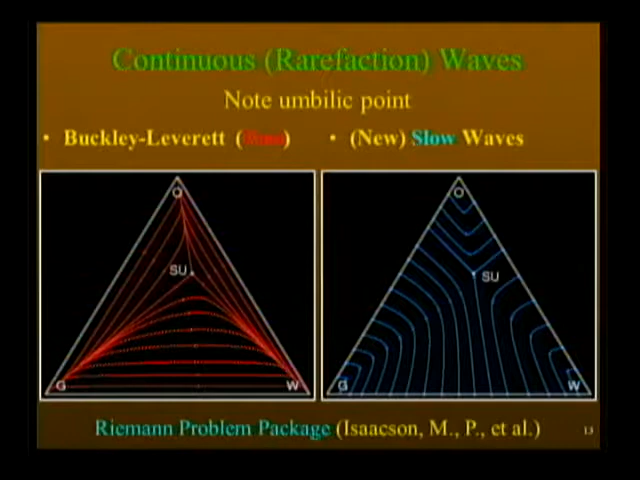 Continuous (Rarefaction) Waves
Note umbilic point
• Buckley-Leverett ( )
• (New) Slow Waves
O
SU
G
W
O
SU
G
W
Riemann Problem Package (Isaacson, M., P., et al.)
13